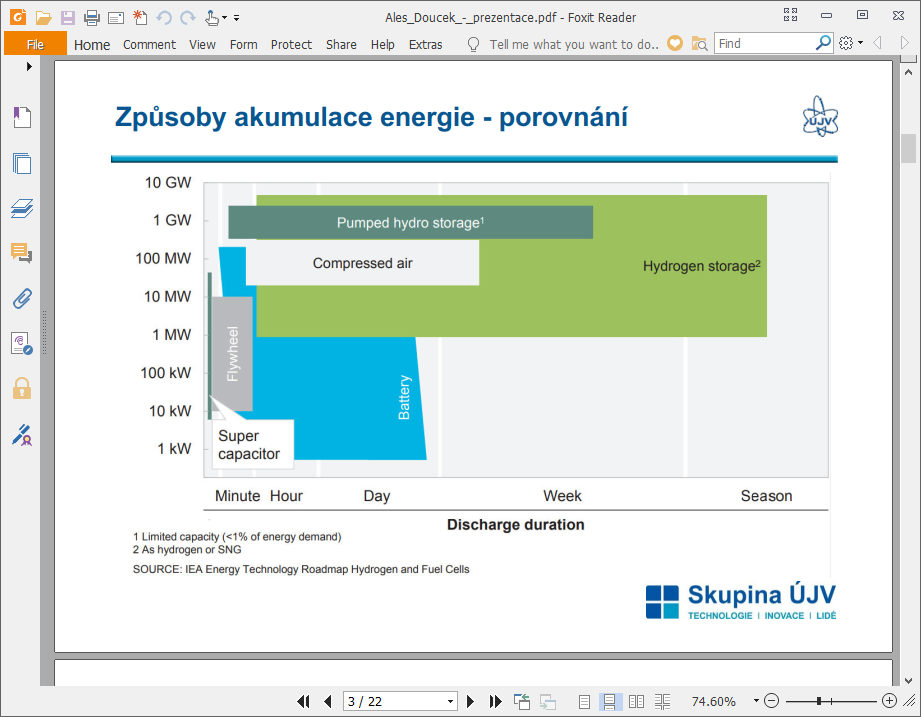 Ales_Doucek_-_prezentace.pdf - Foxit Reader
File Home Comment View Form Protect Share Help Extras Tell me what you want to do.. Find
Způsoby akumulace energie - porovnání
ÚJV
10 GW
1 GW
100 MW
10 MW
1 MW
100 kW
10 kW
1 kW
Pumped hydro storage¹
Compressed air
Hydrogen storage²
Flywheel
Battery
Super
capacitor
Minute Hour Day Week Season
Discharge duration
1 Limited capacity (<1% of energy demand)
2 As hydrogen or SNG
SOURCE: IEA Energy Technology Roadmap Hydrogen and Fuel Cells
Skupina ÚJV
TECHNOLOGIE | INOVACE | LIDÉ
3 / 22 74.60%